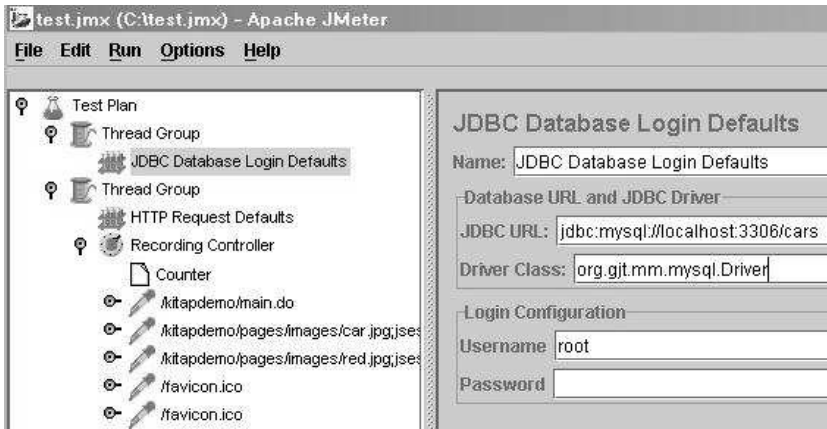 test.jmx (C:\test.jmx) - Apache JMeter
File Edit Run Options Help
Test Plan
Thread Group
JDBC Database Login Defaults
Thread Group
HTTP Request Defaults
Recording Controller
Counter
/kitapdemo/main.do
/kitapdemo/pages/images/car.jpg;jses
/kitapdemo/pages/images/red.jpg;jses
/favicon.ico
/favicon.ico
JDBC Database Login Defaults
Name: JDBC Database Login Defaults
Database URL and JDBC Driver
JDBC URL: jdbc:mysql://localhost:3306/cars
Driver Class: org.gjt.mm.mysql.Driver
Login Configuration
Username root
Password